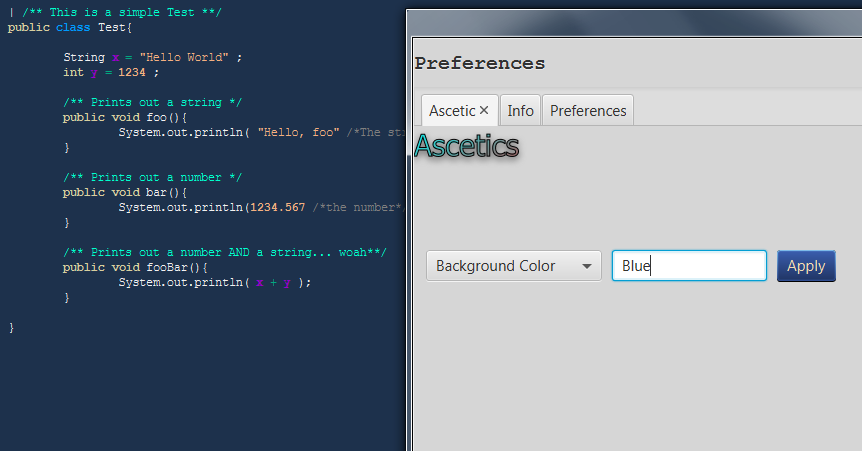 | /** This is a simple Test **/
public class Test{
String x = "Hello World" ;
int y = 1234 ;
/** Prints out a string */
public void foo(){
System.out.println( "Hello, foo" /*The
}
/** Prints out a number */
public void bar(){
System.out.println(1234.567 /*the number*/
}
/** Prints out a number AND a string... woah**/
public void fooBar(){
System.out.println( x + y );
}
}
Preferences
Ascetic ✕ Info Preferences
Ascetics
Background Color Blue Apply